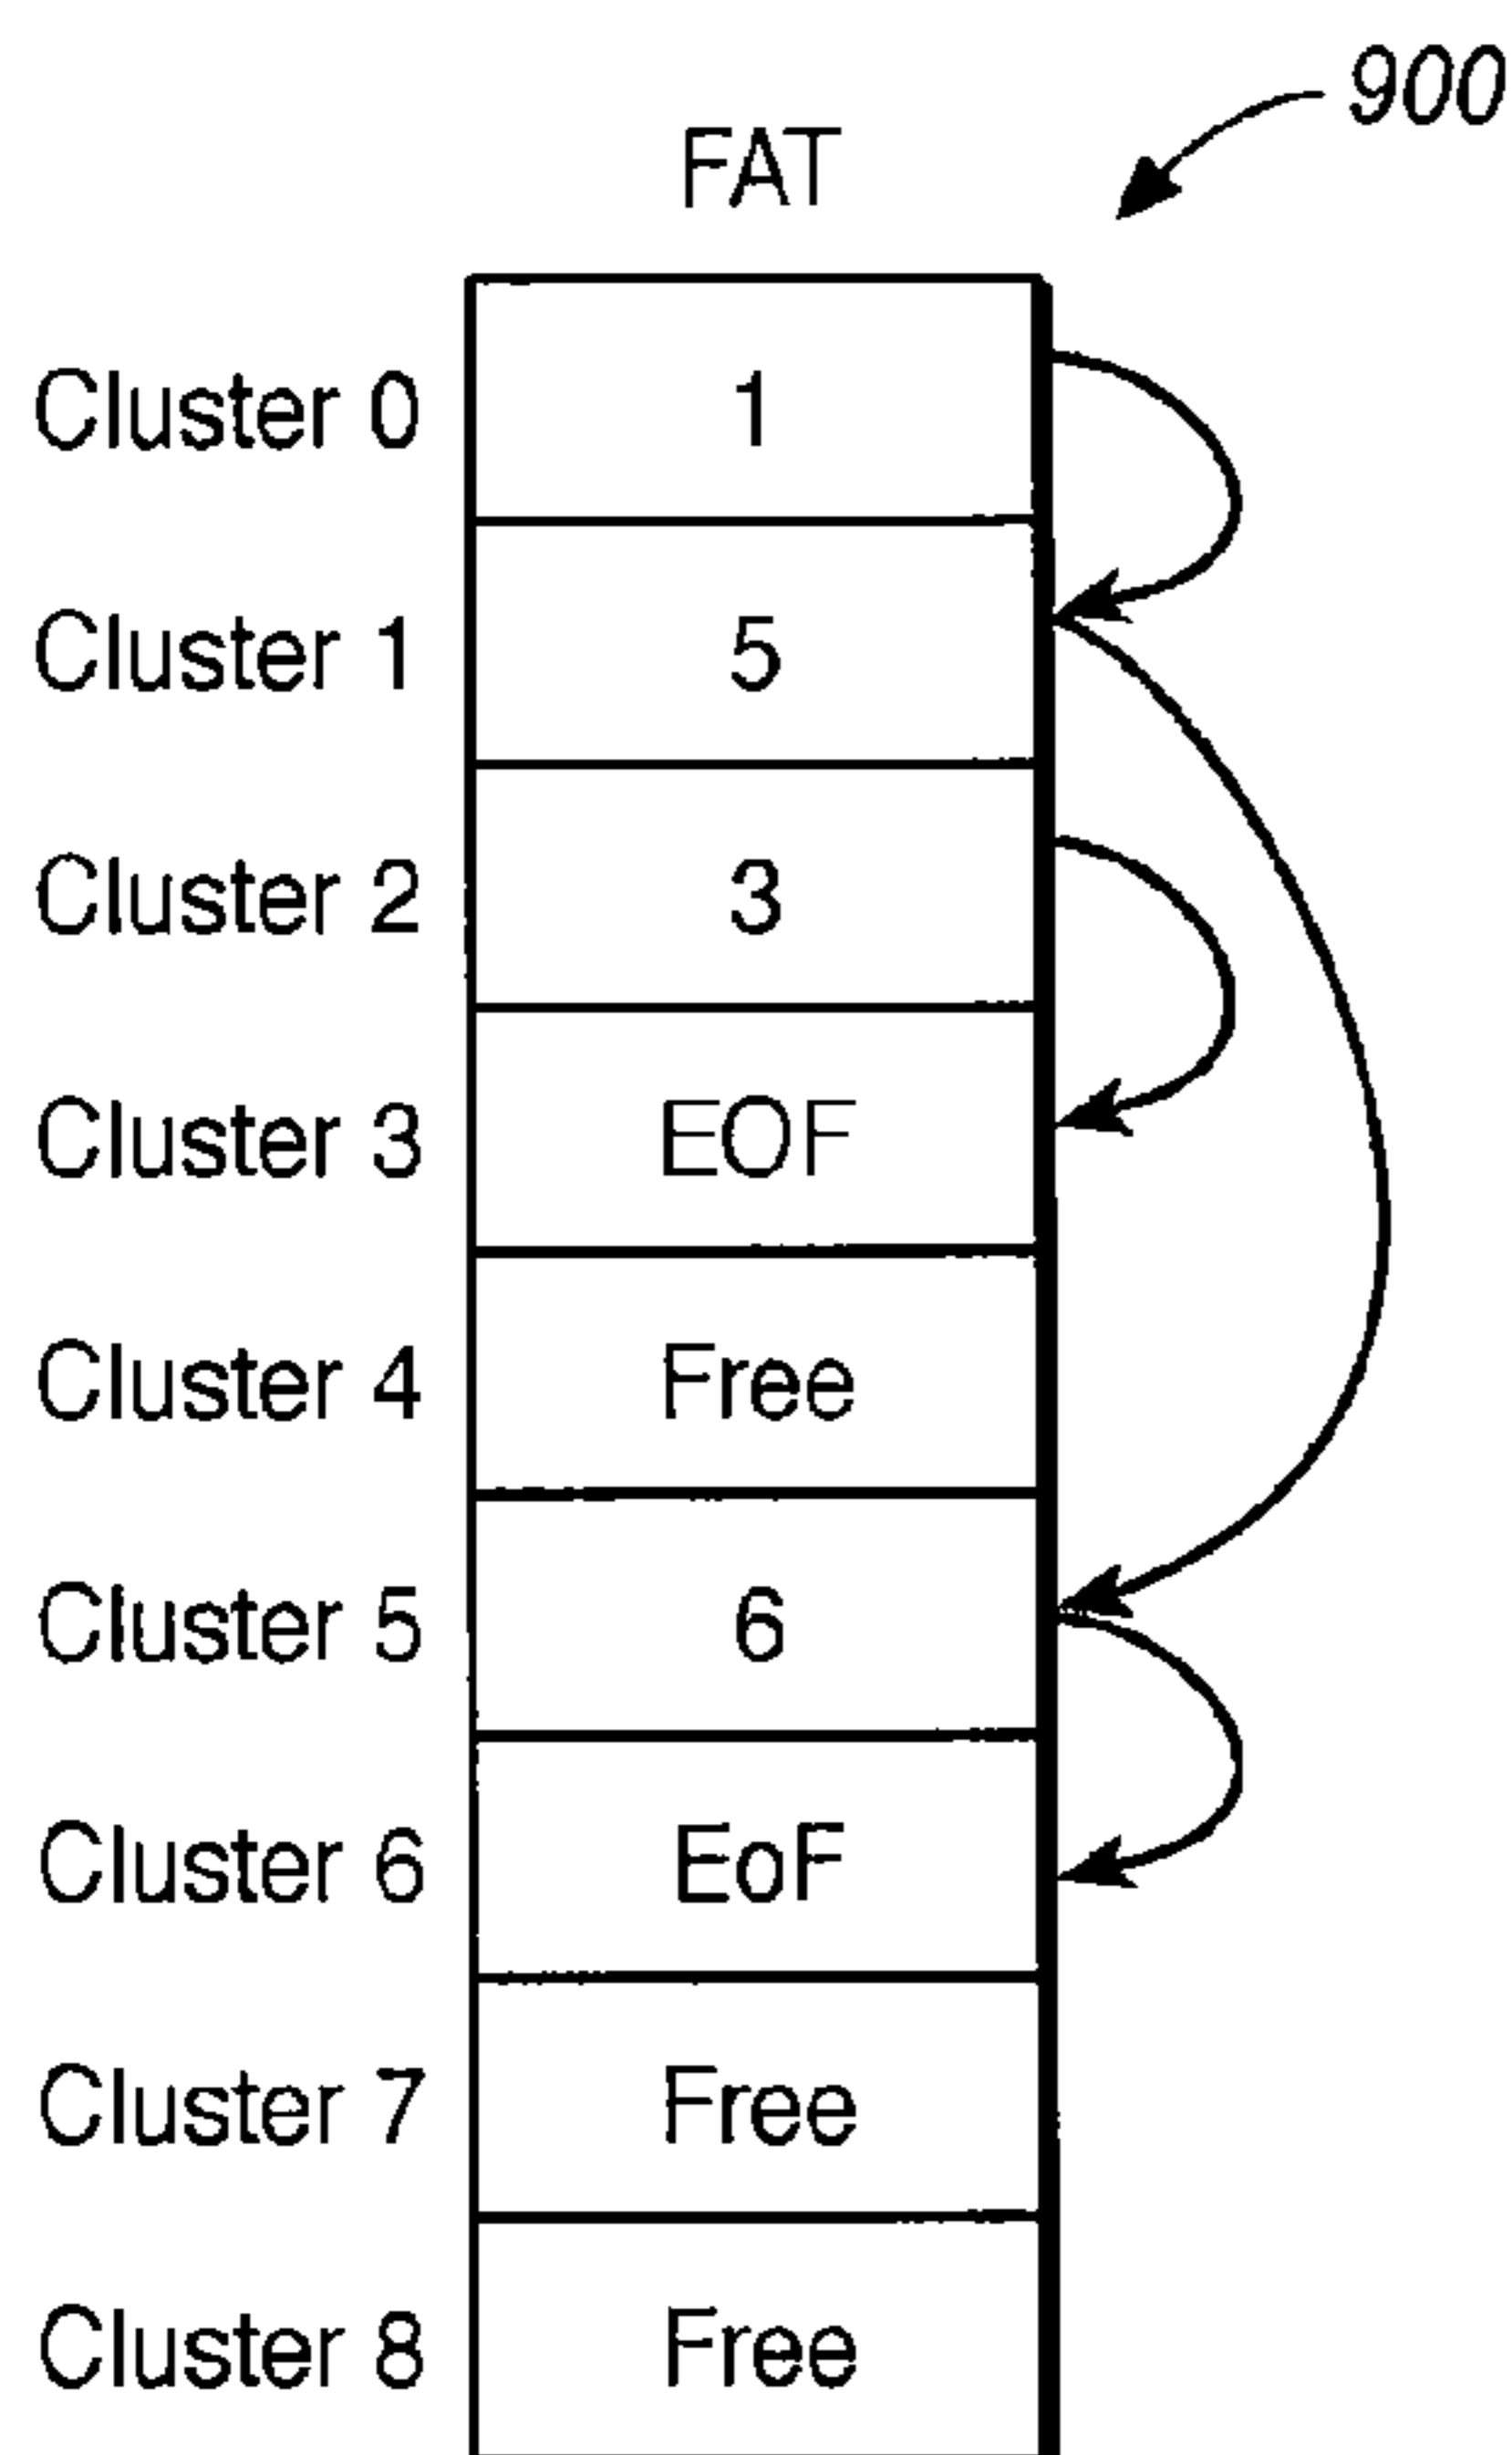 900
FAT
Cluster 0 1
Cluster 1 5
Cluster 2 3
Cluster 3 EOF
Cluster 4 Free
Cluster 5 6
Cluster 6 EoF
Cluster 7 Free
Cluster 8 Free